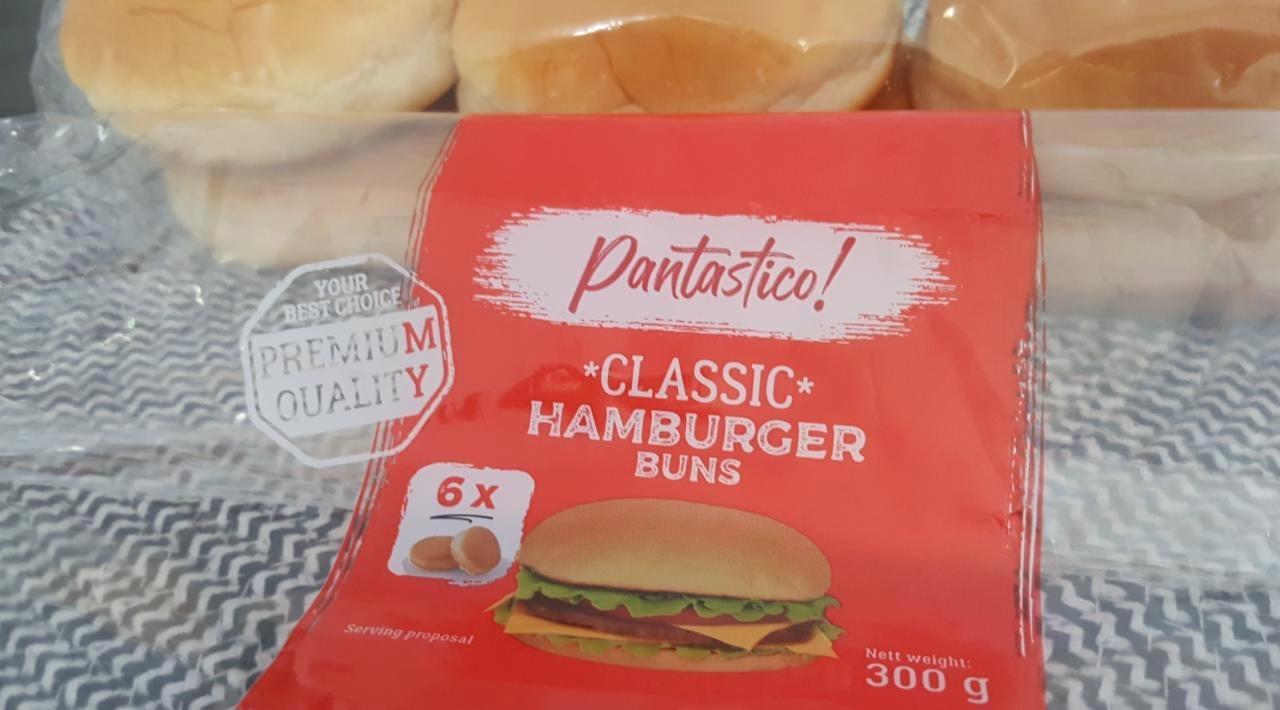 Pantastico!
YOUR
BEST CHOICE
PREMIUM
QUALITY
*CLASSIC*
HAMBURGER
BUNS
6 x
Serving proposal
Nett weight:
300 g